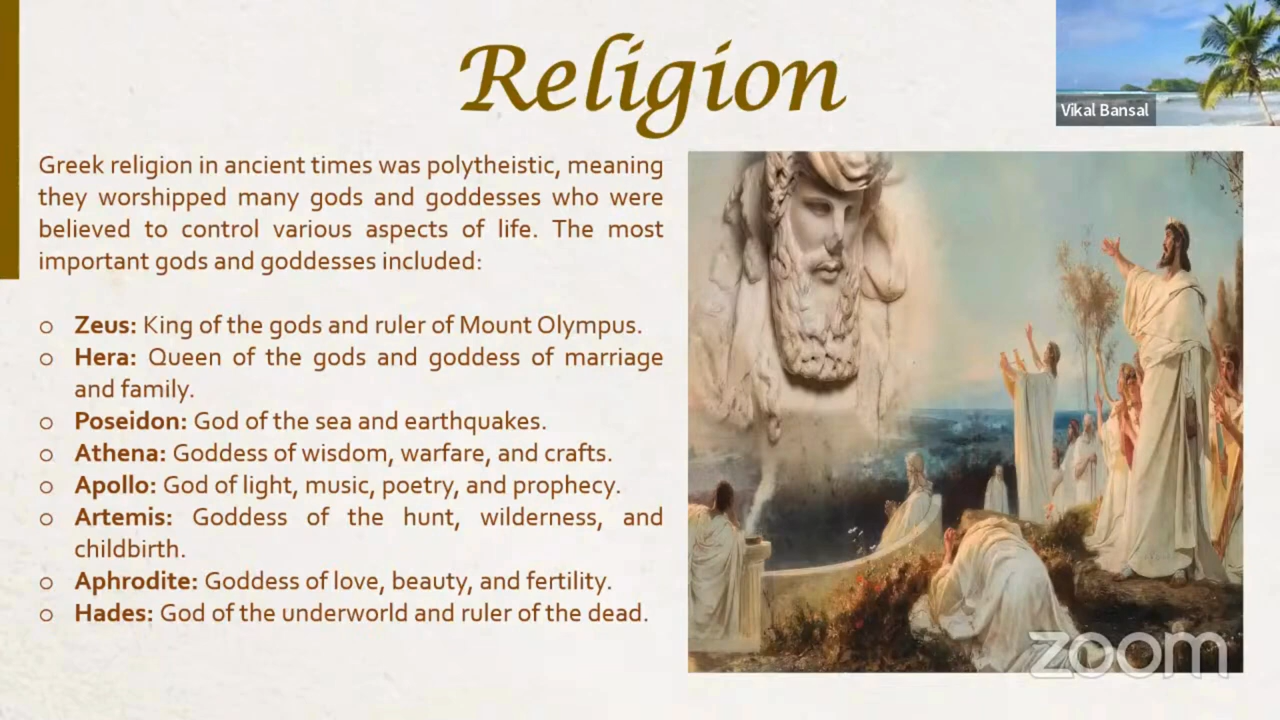 Religion
Vikal Bansal
Greek religion in ancient times was polytheistic, meaning
they worshipped many gods and goddesses who were
believed to control various aspects of life. The most
important gods and goddesses included:
o Zeus: King of the gods and ruler of Mount Olympus.
o Hera: Queen of the gods and goddess of marriage
and family.
o Poseidon: God of the sea and earthquakes.
o Athena: Goddess of wisdom, warfare, and crafts.
o Apollo: God of light, music, poetry, and prophecy.
o Artemis: Goddess of the hunt, wilderness, and
childbirth.
o Aphrodite: Goddess of love, beauty, and fertility.
o Hades: God of the underworld and ruler of the dead.
zoom